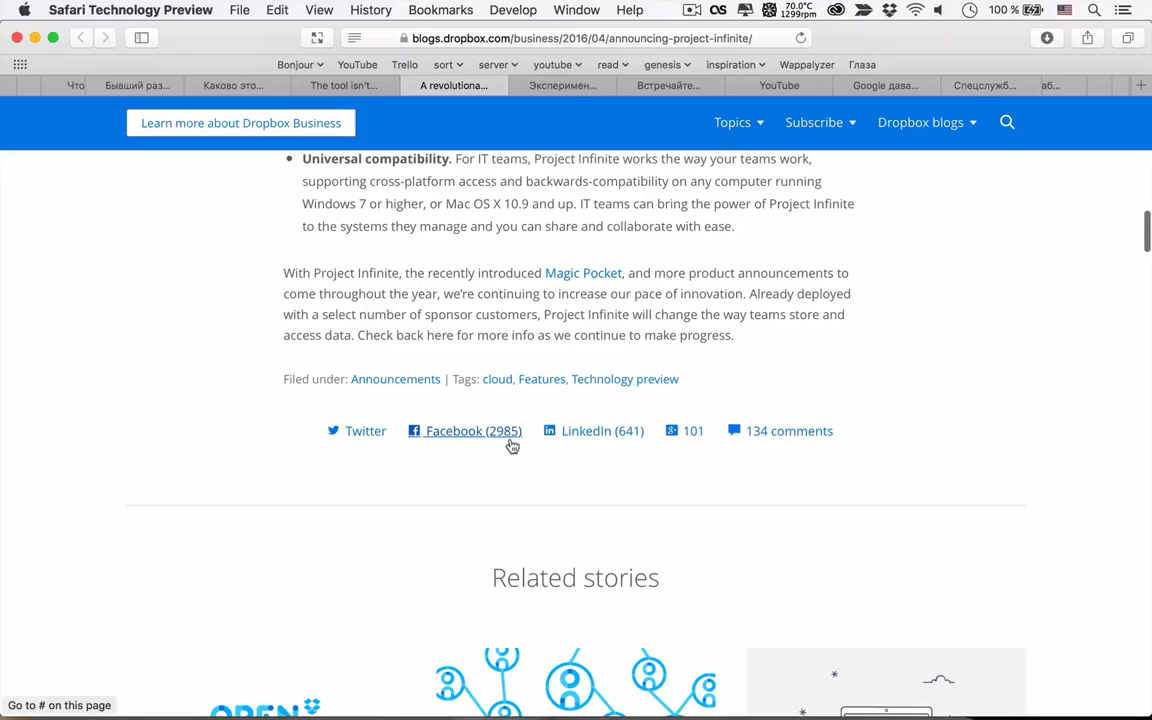 Safari Technology Preview File Edit View History Bookmarks Develop Window Help 70.0°C 1299rpm 100 %
blogs.dropbox.com/business/2016/04/announcing-project-infinite/
Bonjour YouTube Trello sort server youtube read genesis inspiration Wappalyzer Глаза
Что Бывший раз... Каково это... The tool isn't... A revolutiona... Эксперимен... Встречайте... YouTube Google дава... Спецслужб... аб...
Learn more about Dropbox Business Topics Subscribe Dropbox blogs
Universal compatibility. For IT teams, Project Infinite works the way your teams work,
supporting cross-platform access and backwards-compatibility on any computer running
Windows 7 or higher, or Mac OS X 10.9 and up. IT teams can bring the power of Project Infinite
to the systems they manage and you can share and collaborate with ease.
With Project Infinite, the recently introduced Magic Pocket, and more product announcements to
come throughout the year, we're continuing to increase our pace of innovation. Already deployed
with a select number of sponsor customers, Project Infinite will change the way teams store and
access data. Check back here for more info as we continue to make progress.
Filed under: Announcements | Tags: cloud, Features, Technology preview
Twitter Facebook (2985) LinkedIn (641) 101 134 comments
Related stories
OPEN
Go to # on this page